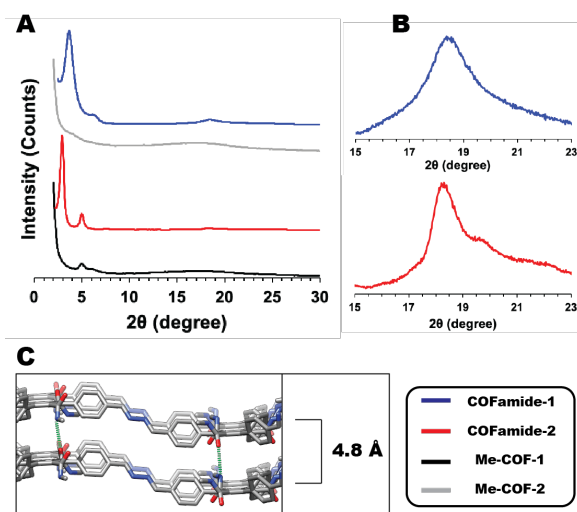 A
B
Intensity (Counts)
0 5 10 15 20 25 30
2θ (degree)
15 17 19 21 23
2θ (degree)
15 17 19 21 23
2θ (degree)
C
4.8 Å
COFamide-1
COFamide-2
Me-COF-1
Me-COF-2